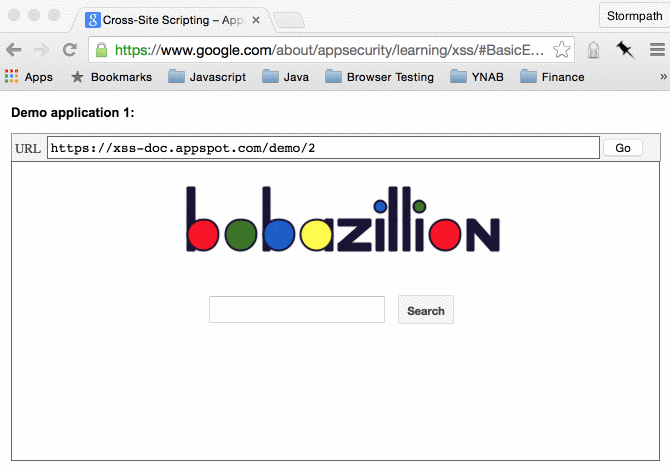 Cross-Site Scripting – Appl
Stormpath
https://www.google.com/about/appsecurity/learning/xss/#BasicE...
Apps Bookmarks Javascript Java Browser Testing YNAB Finance »
Demo application 1:
URL https://xss-doc.appspot.com/demo/2 Go
bobazillion
Search